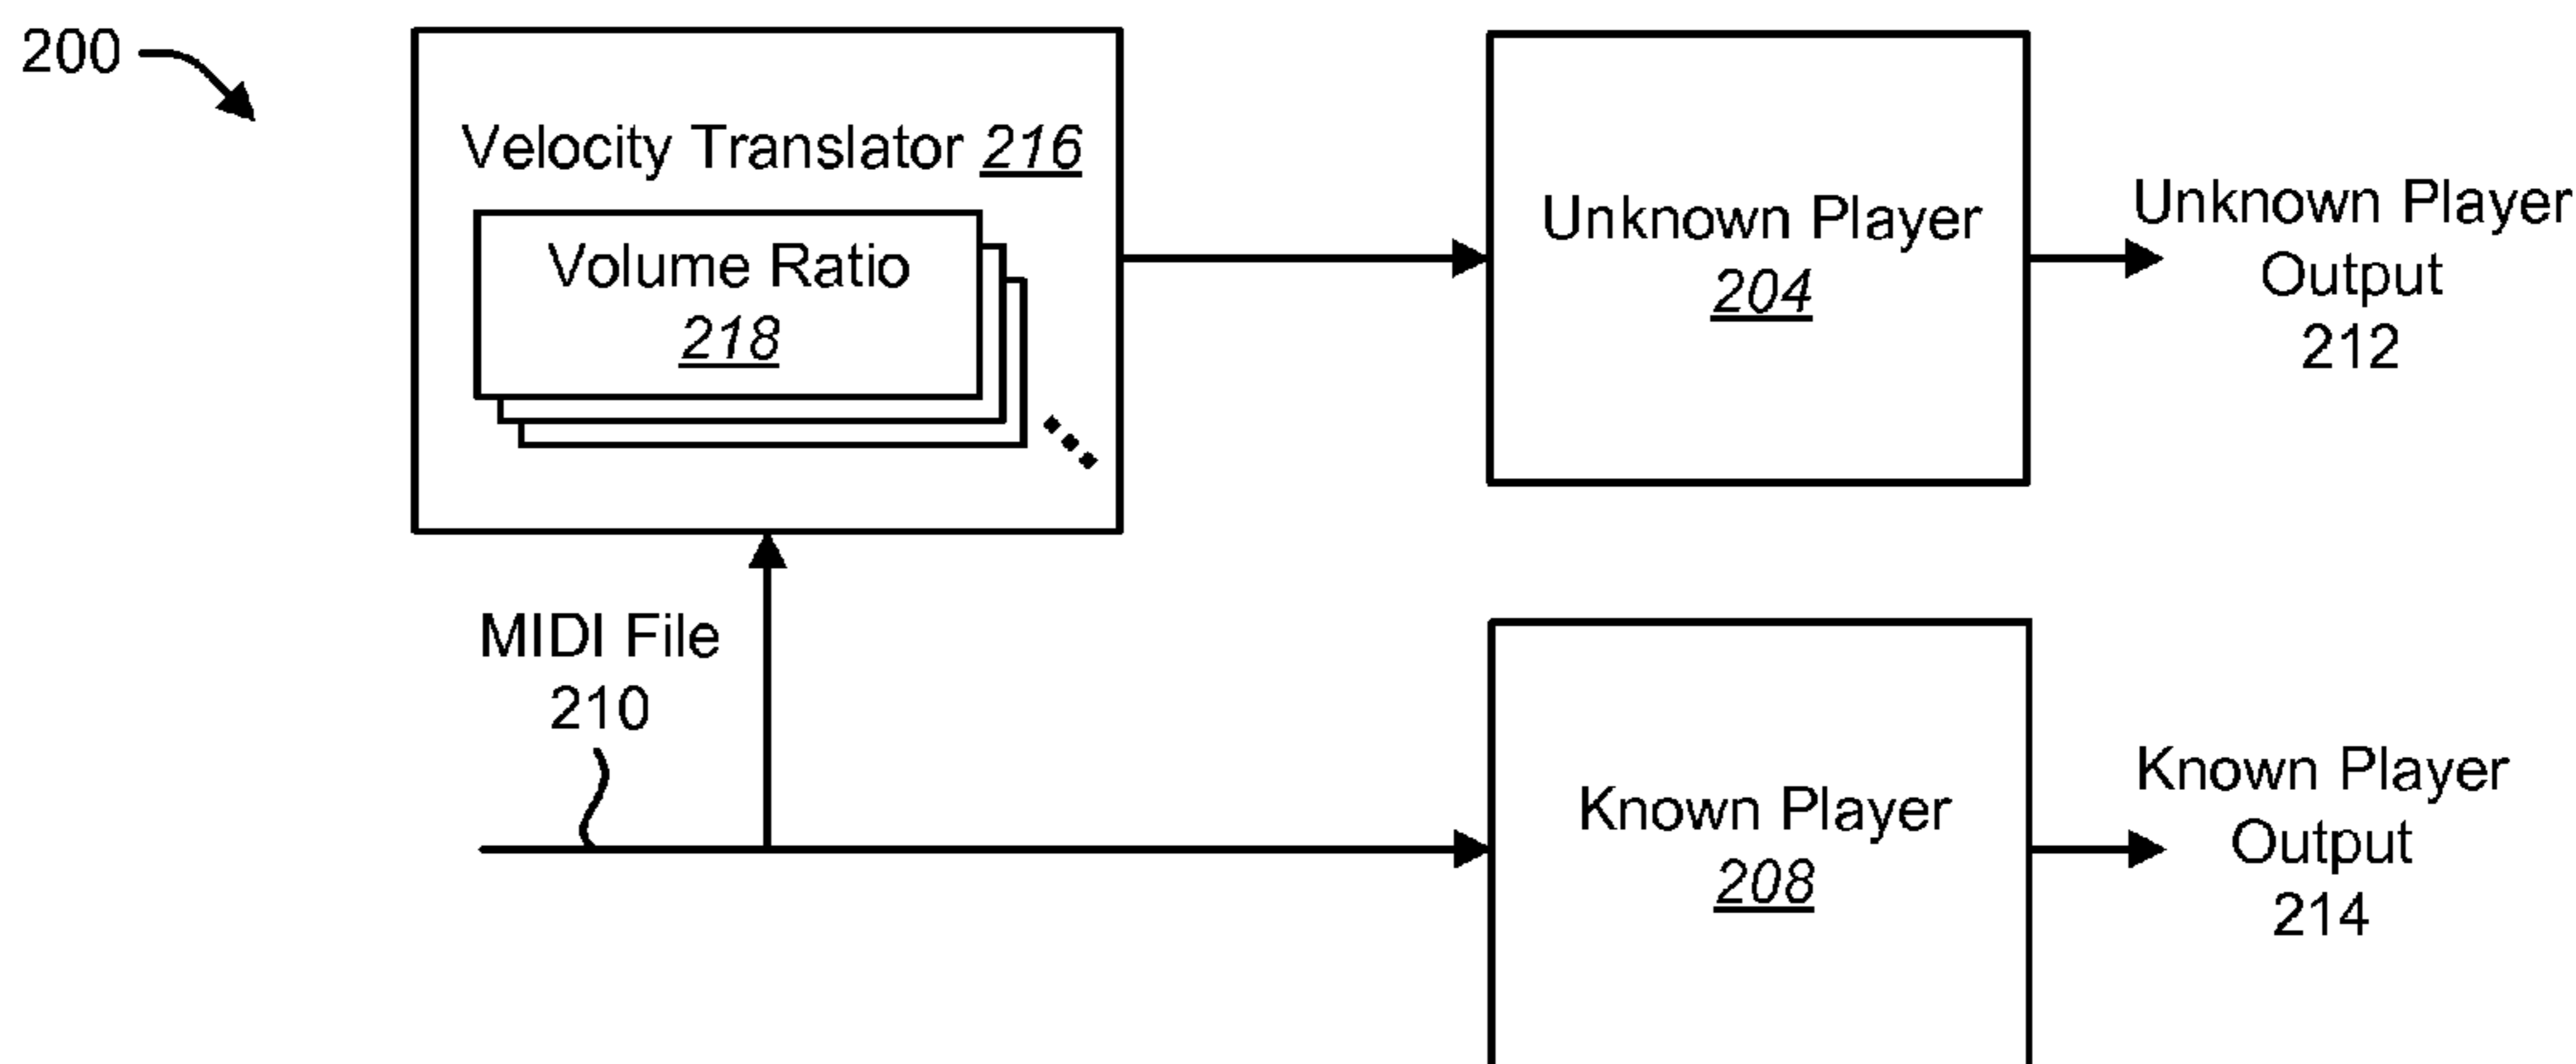 200
Velocity Translator 216
Volume Ratio
218
Unknown Player
204
Unknown Player
Output
212
MIDI File
210
Known Player
208
Known Player
Output
214